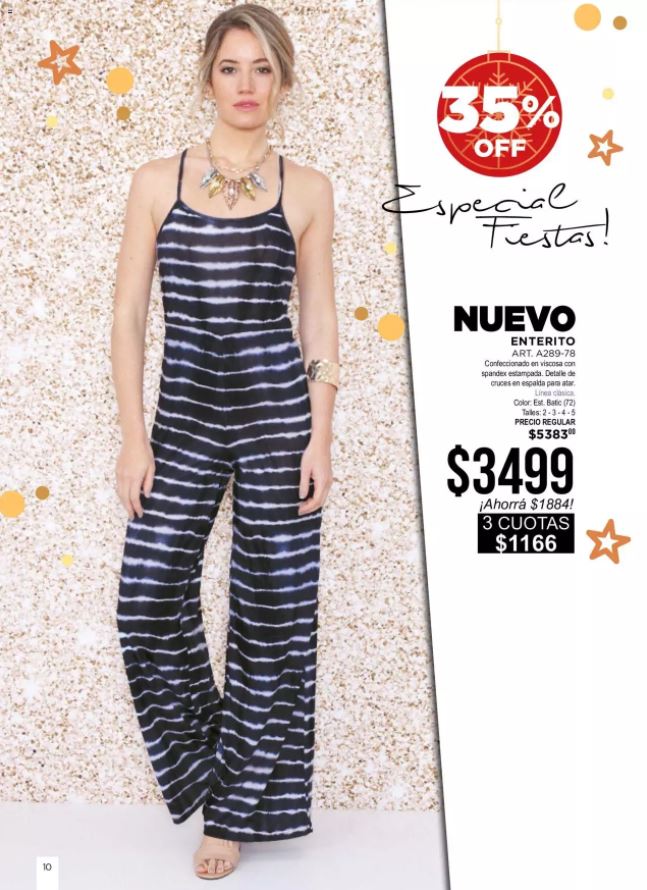 35%
OFF
Especial
Fiestas!
NUEVO
ENTERITO
ART. A289-78
Confeccionado en viscosa con
spandex estampada. Detalle de
cruces en espalda para atar.
Línea clásica.
Color: Est. Batic (72)
Talles: 2 - 3 - 4 - 5
PRECIO REGULAR
$5383⁰⁰
$3499
¡Ahorrá $1884!
3 CUOTAS
$1166
10